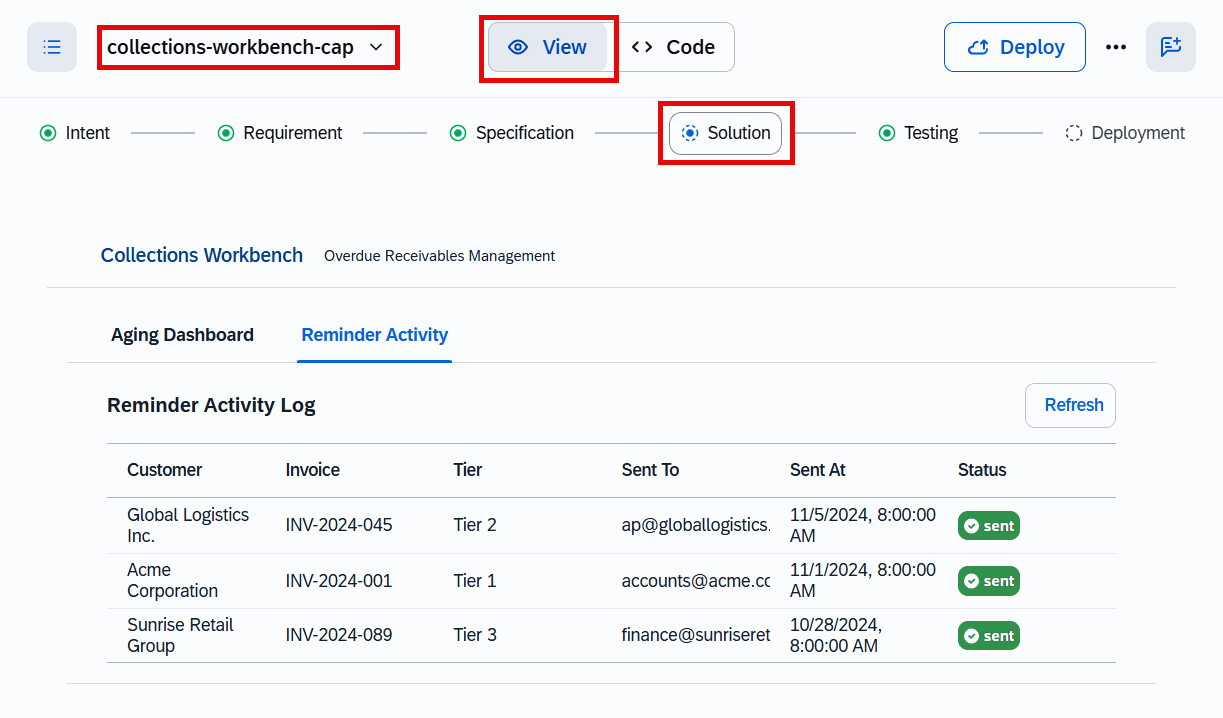 collections-workbench-cap
View
Code
Deploy
Intent
Requirement
Specification
Solution
Testing
Deployment
Collections Workbench
Overdue Receivables Management
Aging Dashboard
Reminder Activity
Reminder Activity Log
Refresh
Customer Invoice Tier Sent To Sent At Status
Global Logistics Inc. INV-2024-045 Tier 2 ap@globallogistics. 11/5/2024, 8:00:00 AM sent
Acme Corporation INV-2024-001 Tier 1 accounts@acme.cc 11/1/2024, 8:00:00 AM sent
Sunrise Retail Group INV-2024-089 Tier 3 finance@sunriseret 10/28/2024, 8:00:00 AM sent